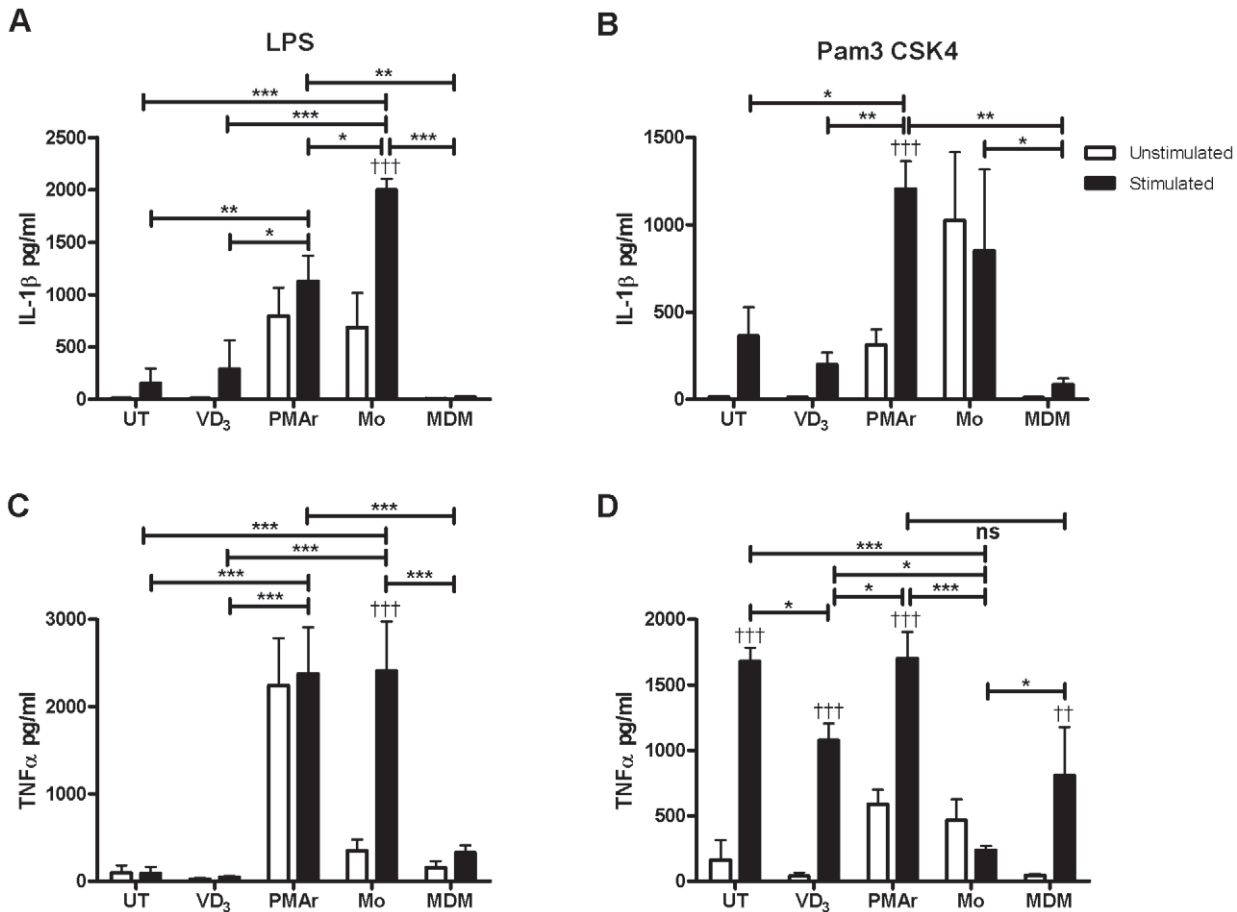 A
LPS
**
***
***
*
***
†††
**
*
2500
2000
1500
1000
500
0
IL-1β pg/ml
UT
VD3
PMAr
Mo
MDM
B
Pam3 CSK4
*
**
**
*
†††
1500
1000
500
0
IL-1β pg/ml
UT
VD3
PMAr
Mo
MDM
Unstimulated
Stimulated
C
***
***
***
***
***
***
†††
3000
2000
1000
0
TNFα pg/ml
UT
VD3
PMAr
Mo
MDM
D
ns
***
*
*
***
*
†††
†††
†††
*
††
2000
1500
1000
500
0
TNFα pg/ml
UT
VD3
PMAr
Mo
MDM